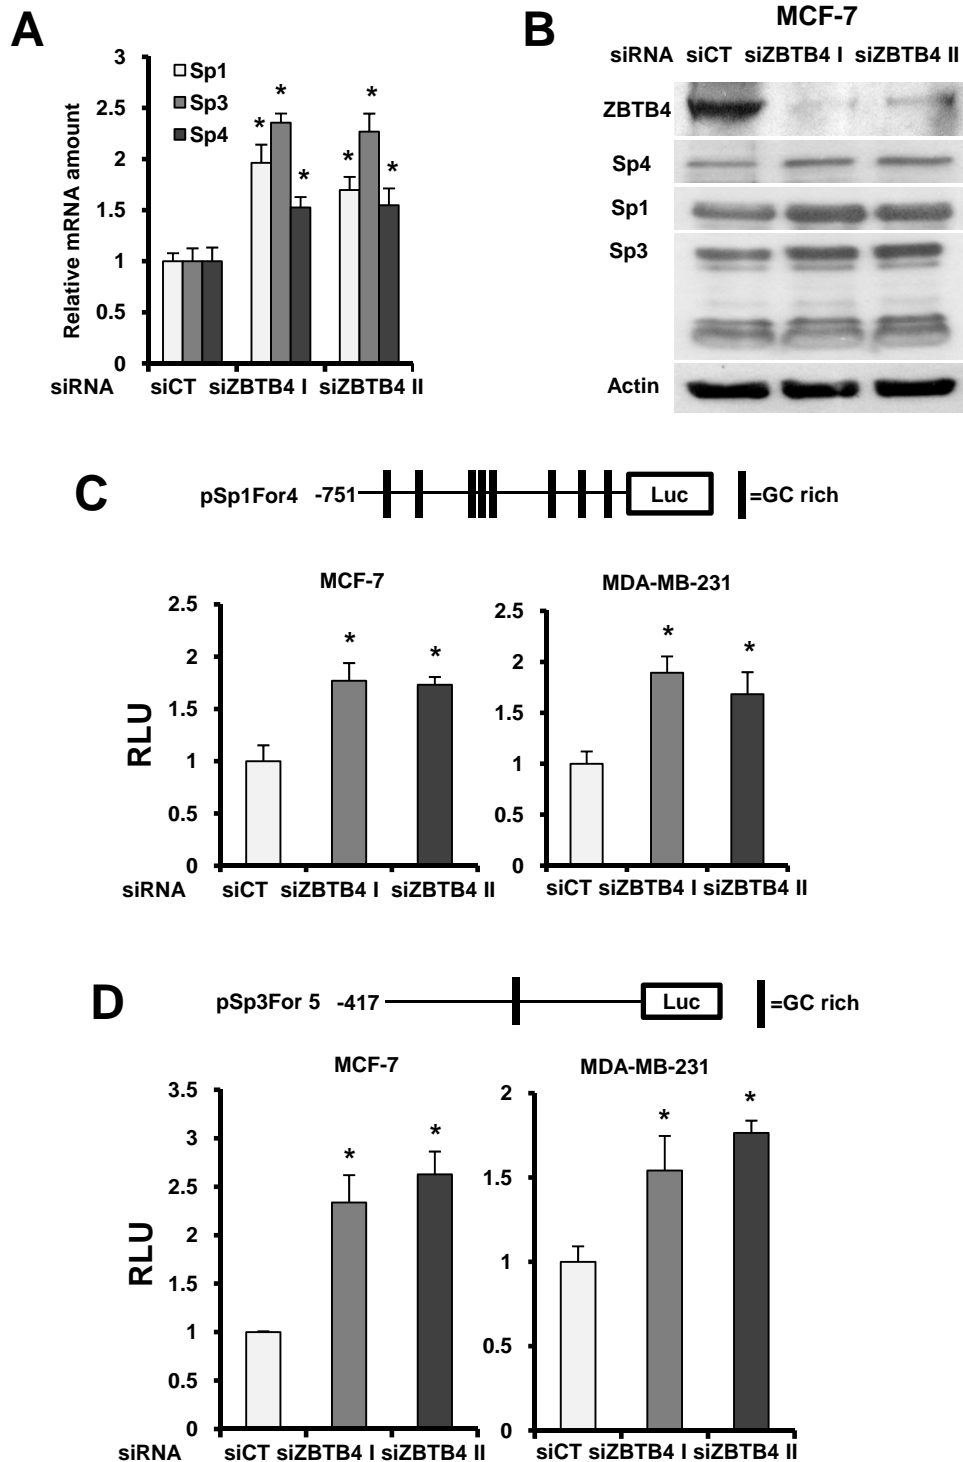 A
3
2.5
2
1.5
1
0.5
0
Relative mRNA amount
Sp1
Sp3
Sp4
* * *
* * *
siRNA siCT siZBTB4 I siZBTB4 II
B
MCF-7
siRNA siCT siZBTB4 I siZBTB4 II
ZBTB4
Sp4
Sp1
Sp3
Actin
C
pSp1For4 -751 Luc =GC rich
MCF-7
2.5
2
1.5
1
0.5
0
RLU
* *
siRNA siCT siZBTB4 I siZBTB4 II
MDA-MB-231
2.5
2
1.5
1
0.5
0
* *
siCT siZBTB4 I siZBTB4 II
D
pSp3For 5 -417 Luc =GC rich
MCF-7
3.5
3
2.5
2
1.5
1
0.5
0
RLU
* *
siRNA siCT siZBTB4 I siZBTB4 II
MDA-MB-231
2
1.5
1
0.5
0
* *
siCT siZBTB4 I siZBTB4 II